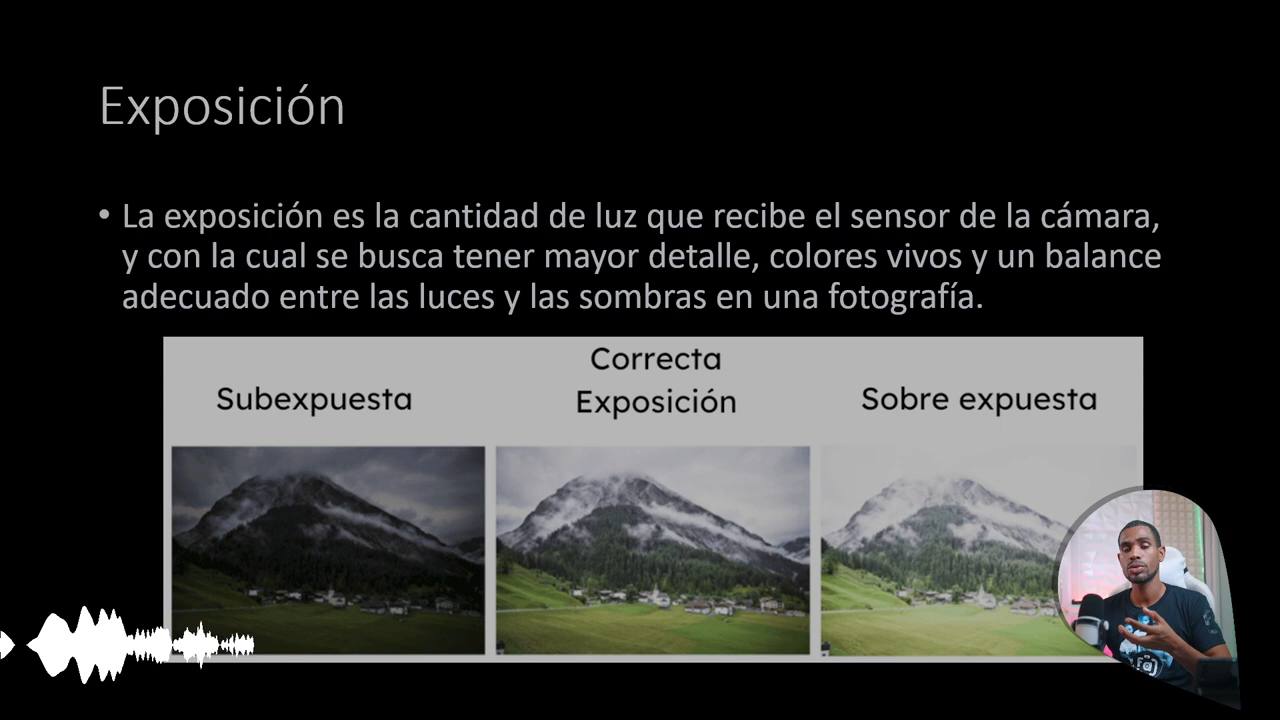 Exposición
• La exposición es la cantidad de luz que recibe el sensor de la cámara,
y con la cual se busca tener mayor detalle, colores vivos y un balance
adecuado entre las luces y las sombras en una fotografía.
Subexpuesta
Correcta
Exposición
Sobre expuesta